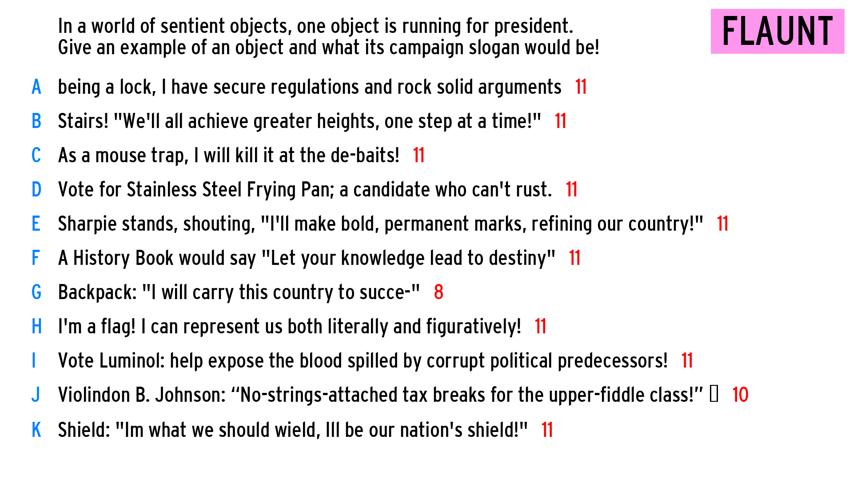 In a world of sentient objects, one object is running for president.
Give an example of an object and what its campaign slogan would be!
FLAUNT
A being a lock, I have secure regulations and rock solid arguments 11
B Stairs! "We'll all achieve greater heights, one step at a time!" 11
C As a mouse trap, I will kill it at the de-baits! 11
D Vote for Stainless Steel Frying Pan; a candidate who can't rust. 11
E Sharpie stands, shouting, "I'll make bold, permanent marks, refining our country!" 11
F A History Book would say "Let your knowledge lead to destiny" 11
G Backpack: "I will carry this country to succe-" 8
H I'm a flag! I can represent us both literally and figuratively! 11
I Vote Luminol: help expose the blood spilled by corrupt political predecessors! 11
J Violindon B. Johnson: “No-strings-attached tax breaks for the upper-fiddle class!” 10
K Shield: "Im what we should wield, Ill be our nation's shield!" 11